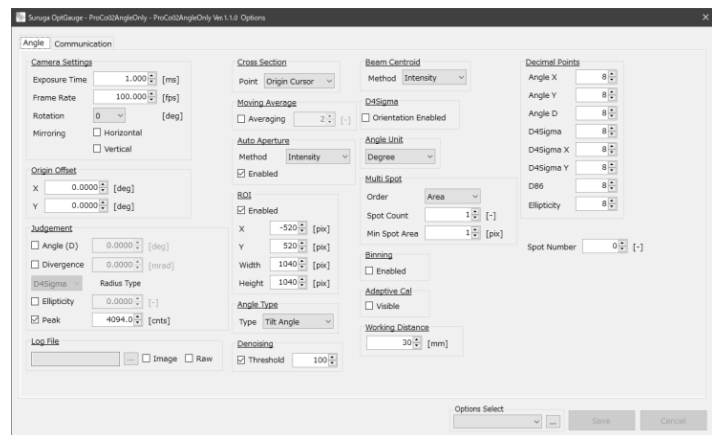 Suruga OptGauge - ProCo02AngleOnly - ProCo02AngleOnly Ver.1.1.0 Options
Angle Communication
Camera Settings
Exposure Time 1.000 [ms]
Frame Rate 100.000 [fps]
Rotation 0 [deg]
Mirroring Horizontal
Vertical
Origin Offset
X 0.0000 [deg]
Y 0.0000 [deg]
Judgement
Angle (D) 0.0000 [deg]
Divergence 0.0000 [mrad]
D4Sigma Radius Type
Ellipticity 0.0000 [-]
Peak 4094.0 [cnts]
Log File
... Image Raw
Cross Section
Point Origin Cursor
Moving Average
Averaging 2 [-]
Auto Aperture
Method Intensity
Enabled
ROI
Enabled
X -520 [pix]
Y 520 [pix]
Width 1040 [pix]
Height 1040 [pix]
Angle Type
Type Tilt Angle
Denoising
Threshold 100
Beam Centroid
Method Intensity
D4Sigma
Orientation Enabled
Angle Unit
Degree
Multi Spot
Order Area
Spot Count 1 [-]
Min Spot Area 1 [pix]
Binning
Enabled
Adaptive Cal
Visible
Working Distance
30 [mm]
Decimal Points
Angle X 8
Angle Y 8
Angle D 8
D4Sigma 8
D4Sigma X 8
D4Sigma Y 8
D86 8
Ellipticity 8
Spot Number 0 [-]
Options Select
... Save Cancel